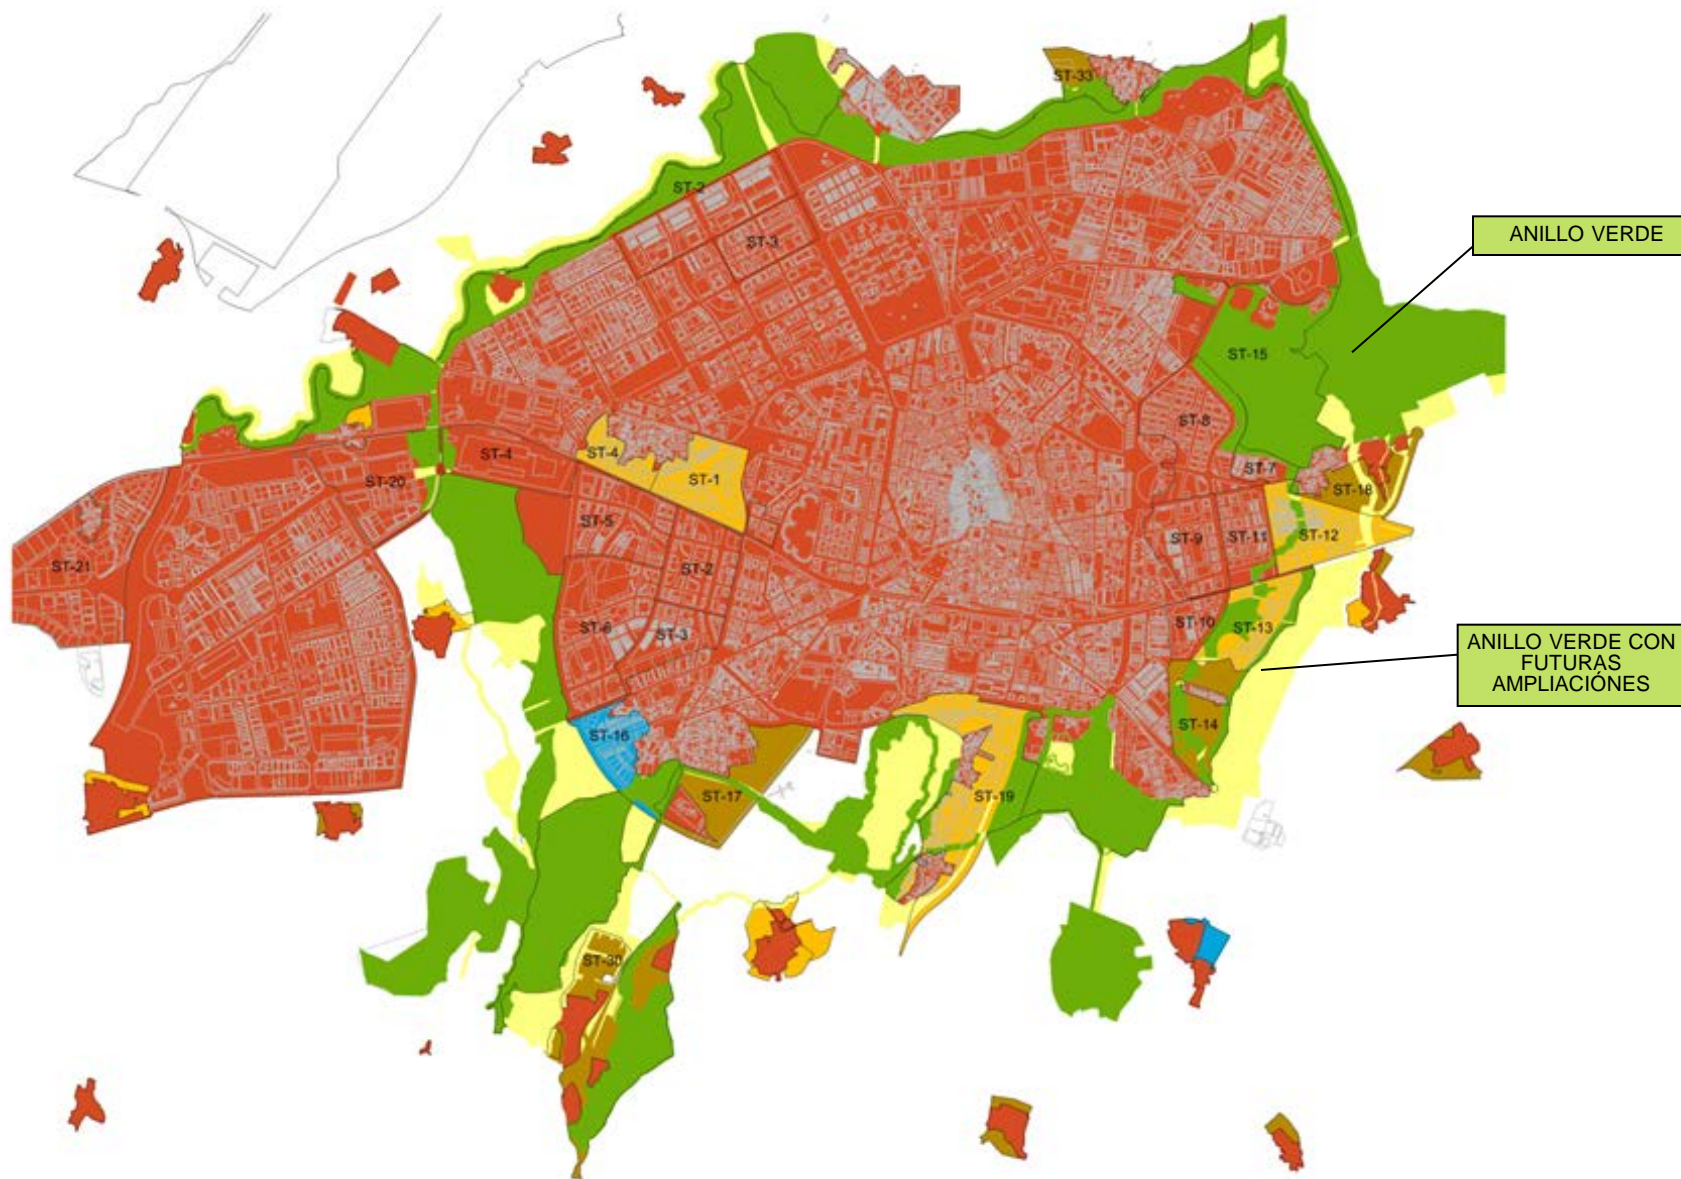 ST-33
ST-2
ANILLO VERDE
ST-3
ST-15
ST-8
ST-4
ST-4
ST-1
ST-7
ST-20
ST-18
ST-5
ST-9
ST-11
ST-12
ST-21
ST-2
ST-6
ST-3
ST-10
ST-13
ANILLO VERDE CON
FUTURAS
AMPLIACIÓNES
ST-16
ST-14
ST-17
ST-19
ST-30